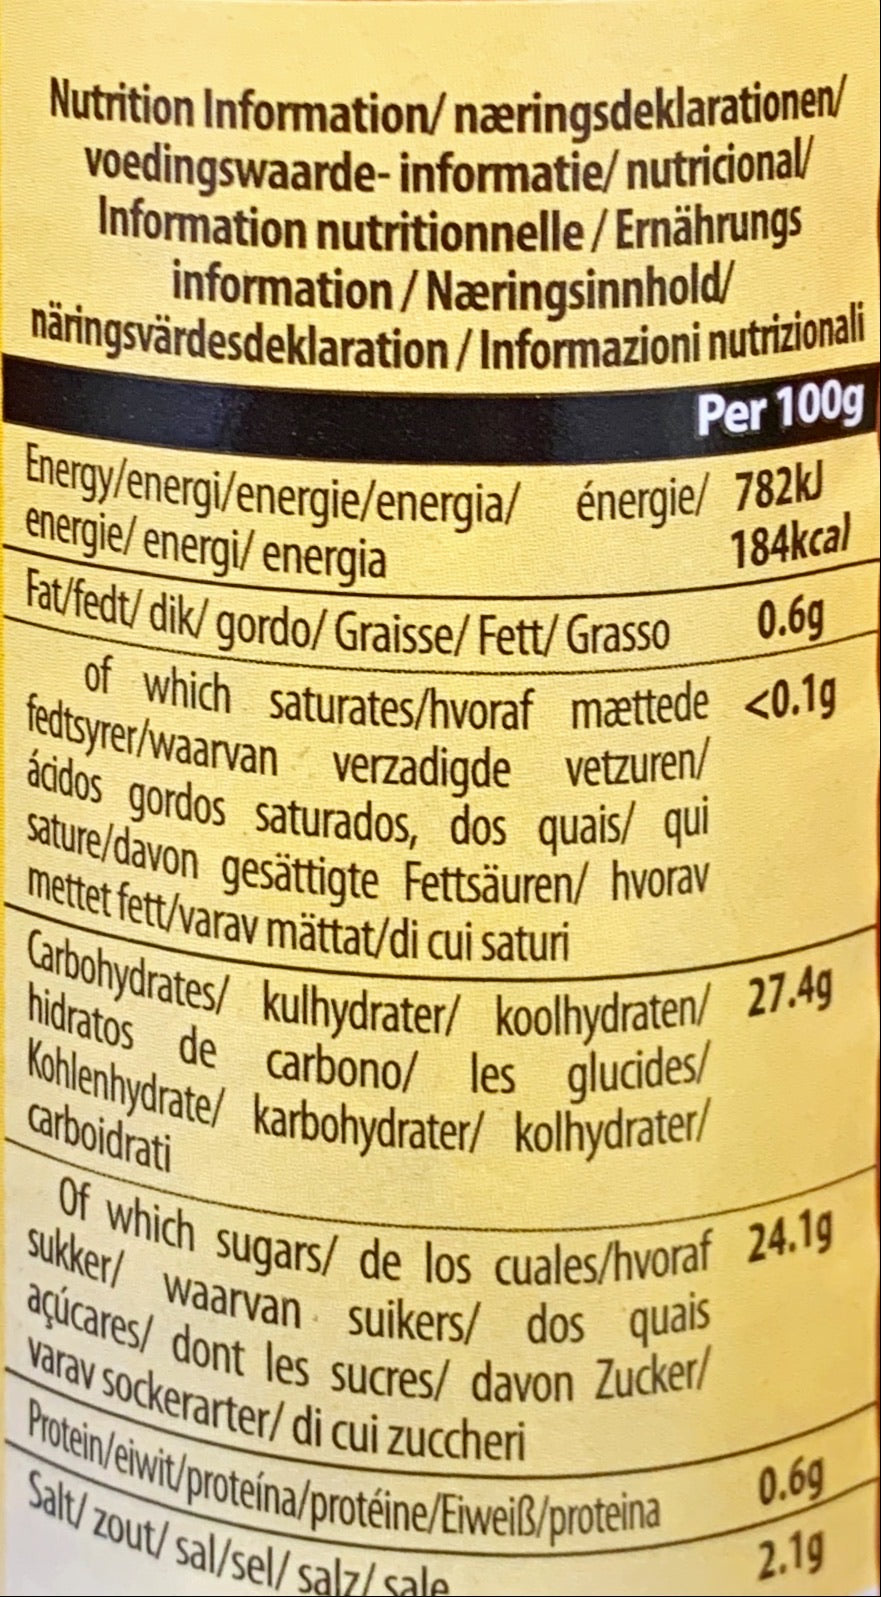 Nutrition Information/ næringsdeklarationen/
voedingswaarde- informatie/ nutricional/
Information nutritionnelle / Ernährungs
information / Næringsinnhold/
näringsvärdesdeklaration / Informazioni nutrizionali
Per 100g
Energy/energi/energie/energia/ énergie/ 782kJ
energie/ energi/ energia 184kcal
Fat/fedt/ dik/ gordo/ Graisse/ Fett/ Grasso 0.6g
of which saturates/hvoraf mættede <0.1g
fedtsyrer/waarvan verzadigde vetzuren/
ácidos gordos saturados, dos quais/ qui
sature/davon gesättigte Fettsäuren/ hvorav
mettet fett/varav mättat/di cui saturi
Carbohydrates/ kulhydrater/ koolhydraten/ 27.4g
hidratos de carbono/ les glucides/
Kohlenhydrate/ karbohydrater/ kolhydrater/
carboidrati
Of which sugars/ de los cuales/hvoraf 24.1g
sukker/ waarvan suikers/ dos quais
açúcares/ dont les sucres/ davon Zucker/
varav sockerarter/ di cui zuccheri
Protein/eiwit/proteína/protéine/Eiweiß/proteina 0.6g
Salt/ zout/ sal/sel/ salz/ sale 2.1g